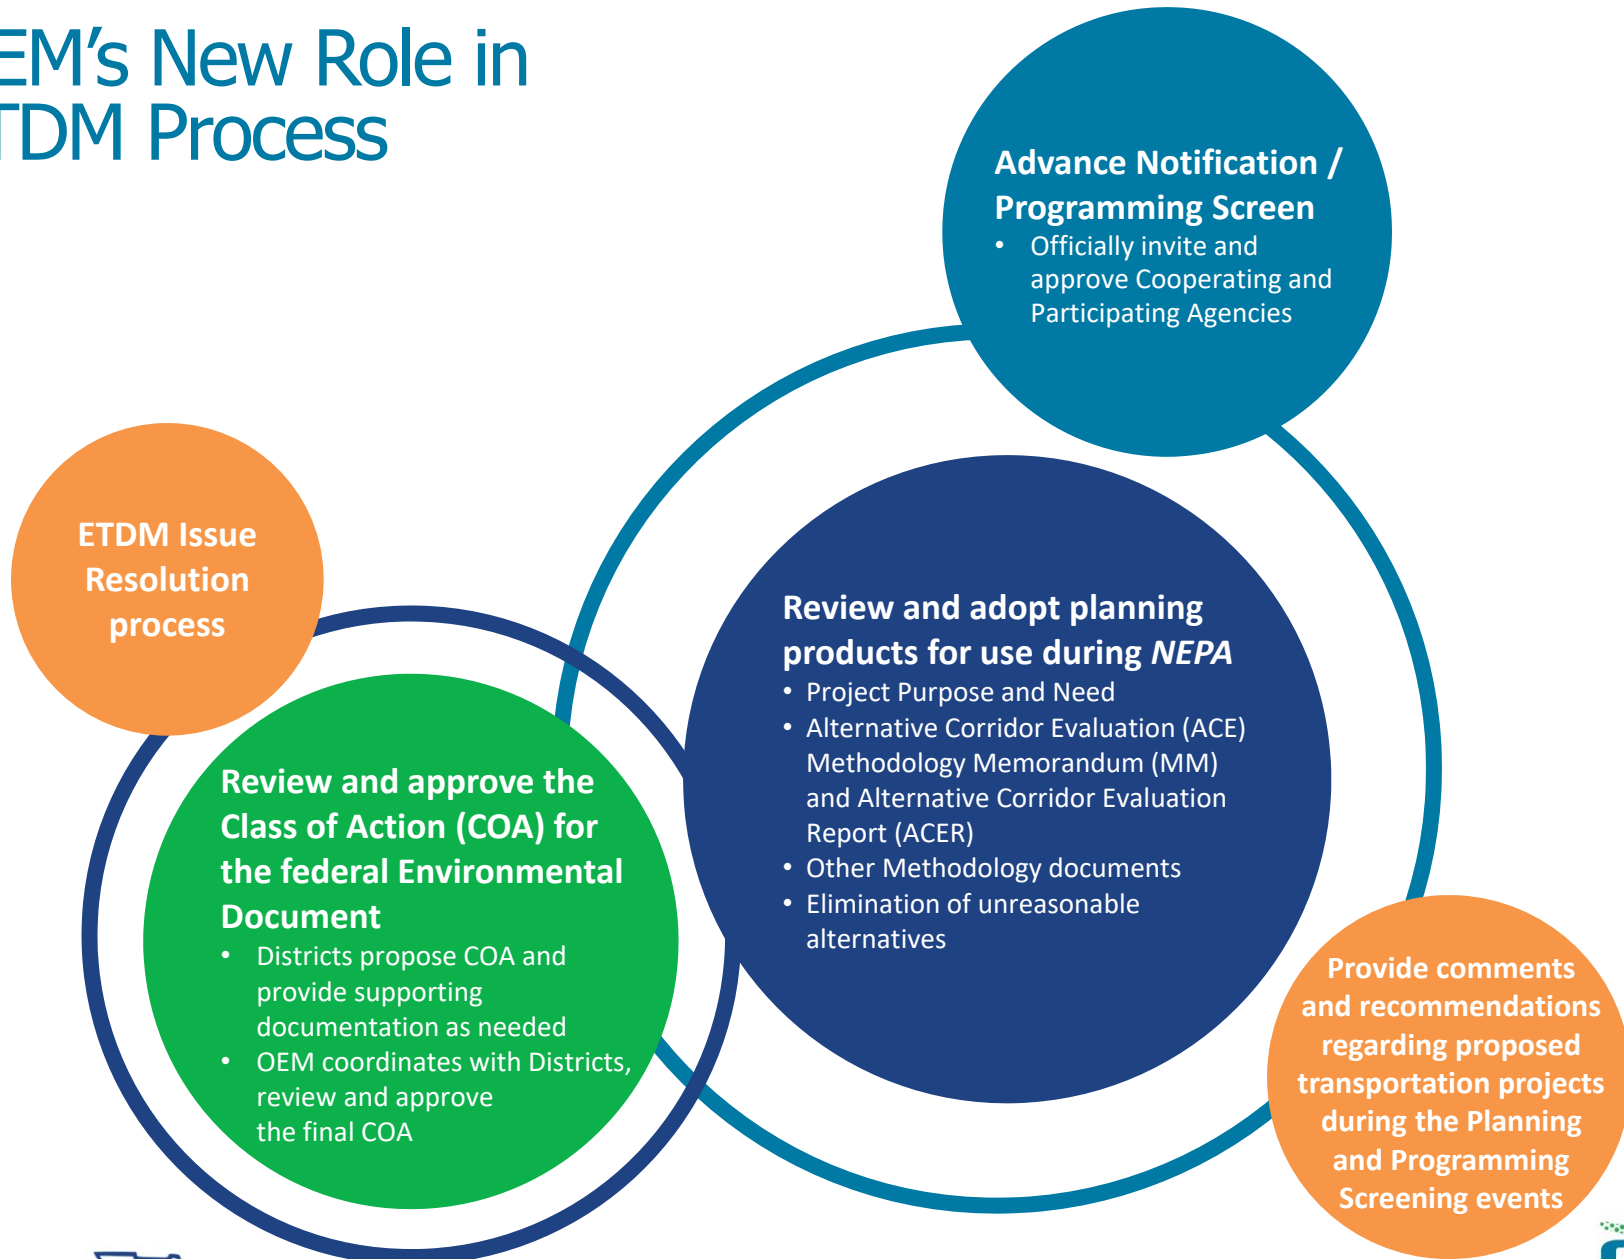 EM's New Role in
TDM Process
Advance Notification /
Programming Screen
• Officially invite and
approve Cooperating and
Participating Agencies
ETDM Issue
Resolution
process
Review and adopt planning
products for use during NEPA
• Project Purpose and Need
• Alternative Corridor Evaluation (ACE)
Methodology Memorandum (MM)
and Alternative Corridor Evaluation
Report (ACER)
• Other Methodology documents
• Elimination of unreasonable
alternatives
Review and approve the
Class of Action (COA) for
the federal Environmental
Document
• Districts propose COA and
provide supporting
documentation as needed
• OEM coordinates with Districts,
review and approve
the final COA
Provide comments
and recommendations
regarding proposed
transportation projects
during the Planning
and Programming
Screening events